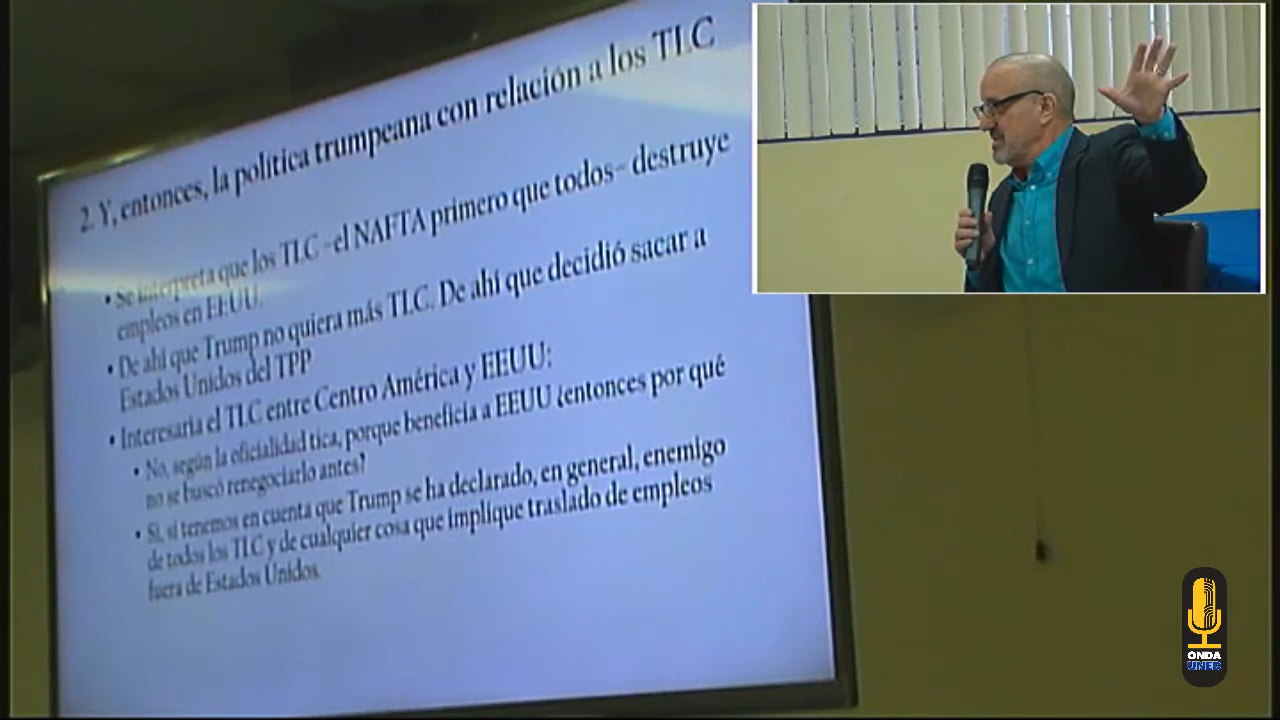 2. Y, entonces, la política trumpeana con relación a los TLC
• Se interpreta que los TLC –el NAFTA primero que todos– destruye
empleos en EEUU.
• De ahí que Trump no quiera más TLC. De ahí que decidió sacar a
Estados Unidos del TPP
• Interesaría el TLC entre Centro América y EEUU:
• No, según la oficialidad tica, porque beneficia a EEUU ¿entonces por qué
no se buscó renegociarlo antes?
• Si, si tenemos en cuenta que Trump se ha declarado, en general, enemigo
de todos los TLC y de cualquier cosa que implique traslado de empleos
fuera de Estados Unidos.
ONDA
UNED